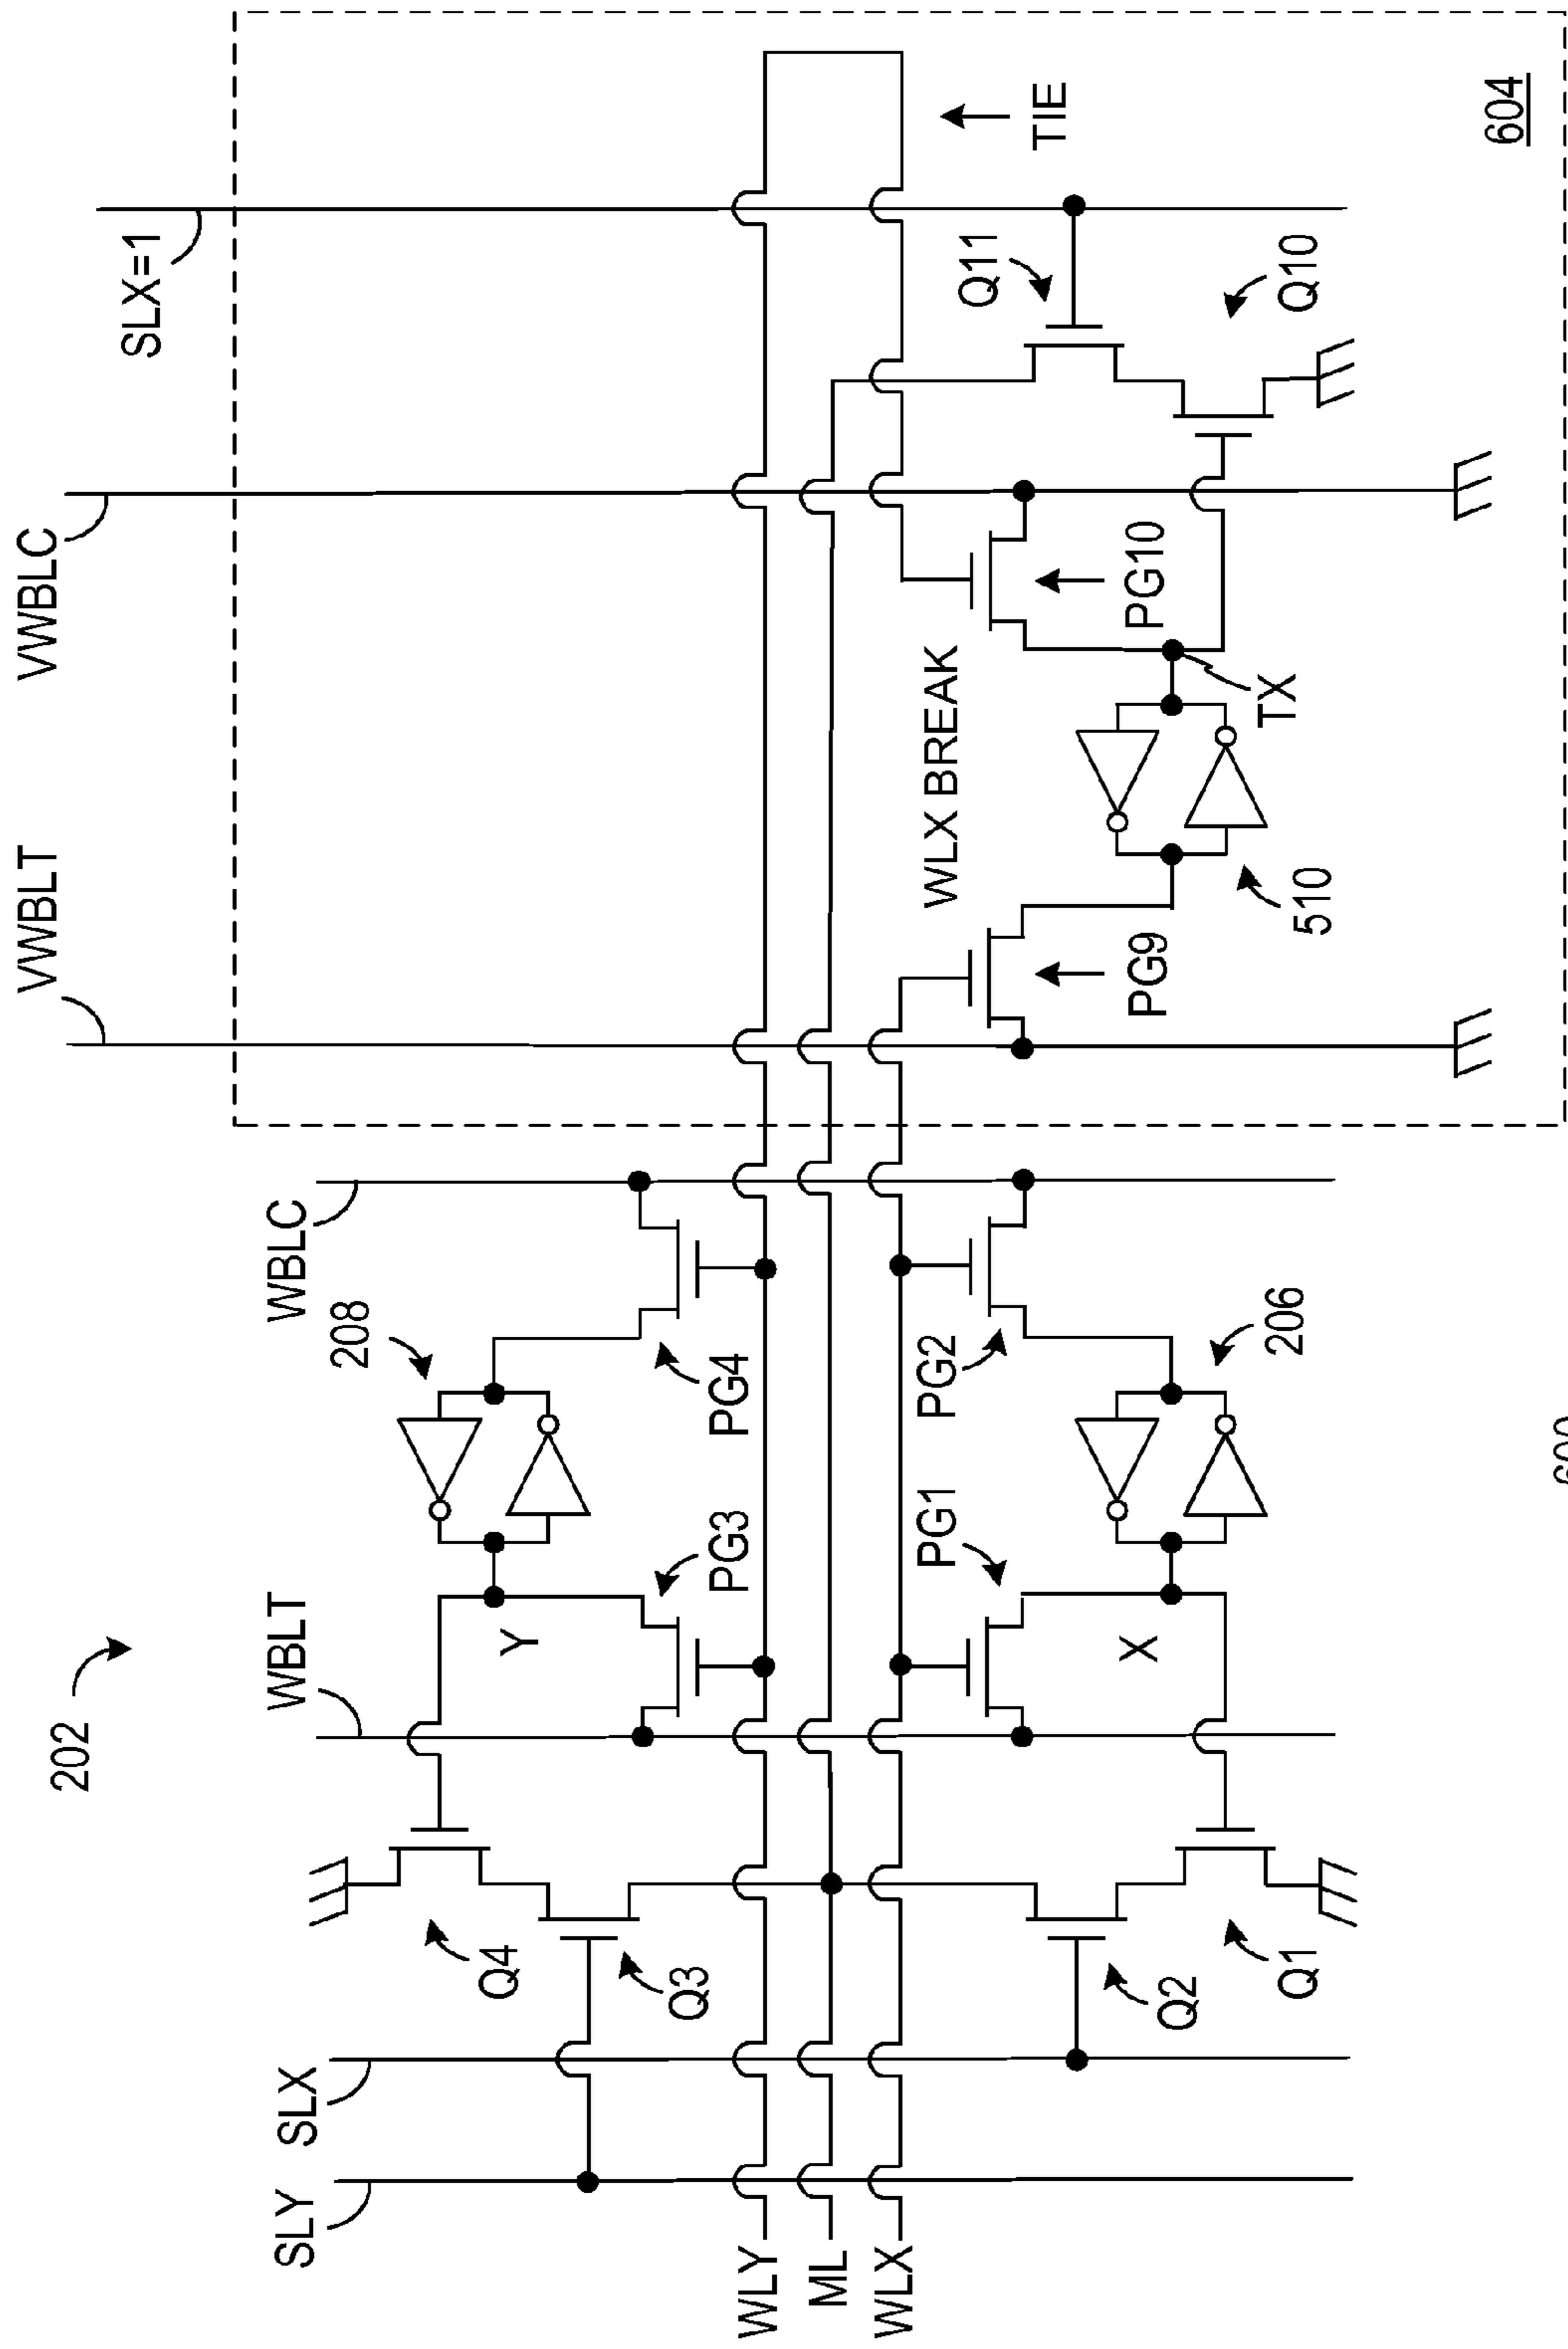 202
SLY
SLX
WBLT
WBLC
VWBLT
VWBLC
SLX=1
208
Q4
Y
Q3
PG3
PG4
WLY
ML
WLX
PG1
PG2
WLX BREAK
Q11
TIE
X
PG9
PG10
Q2
Q1
206
510
TX
Q10
604